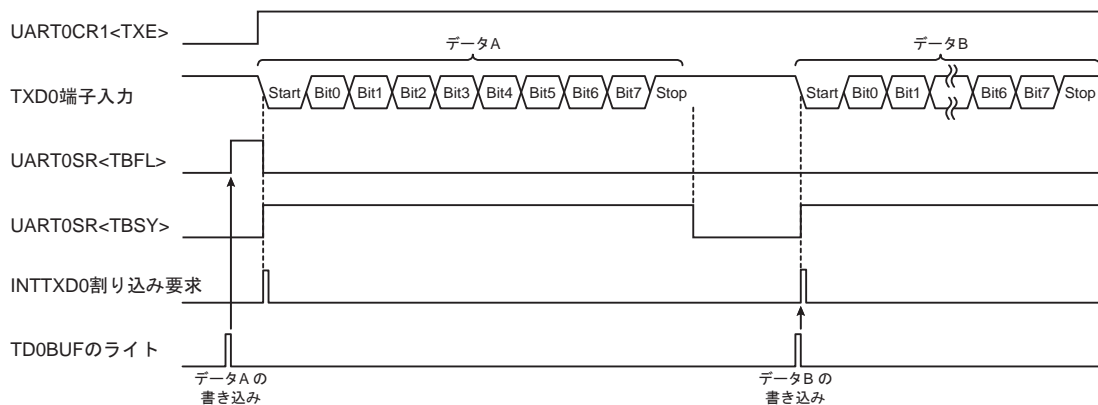 UART0CR1<TXE>
データA
データB
TXD0端子入力
Start Bit0 Bit1 Bit2 Bit3 Bit4 Bit5 Bit6 Bit7 Stop
Start Bit0 Bit1 Bit6 Bit7 Stop
UART0SR<TBFL>
UART0SR<TBSY>
INTTXD0割り込み要求
TD0BUFのライト
データA の
書き込み
データB の
書き込み